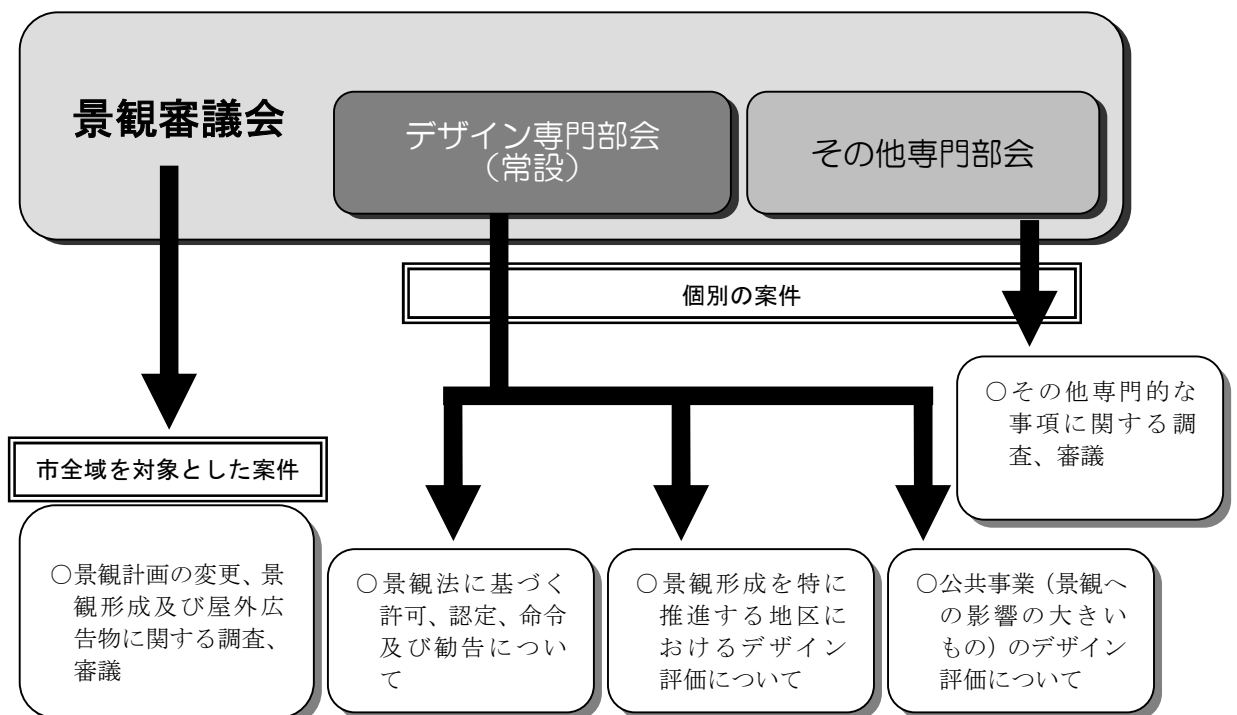 景観審議会
デザイン専門部会
（常設）
その他専門部会
個別の案件
○その他専門的な
事項に関する調
査、審議
市全域を対象とした案件
○景観計画の変更、景
観形成及び屋外広
告物に関する調査、
審議
○景観法に基づく
許可、認定、命令
及び勧告につい
て
○景観形成を特に
推進する地区に
おけるデザイン
評価について
○公共事業（景観へ
の影響の大きい
もの）のデザイン
評価について